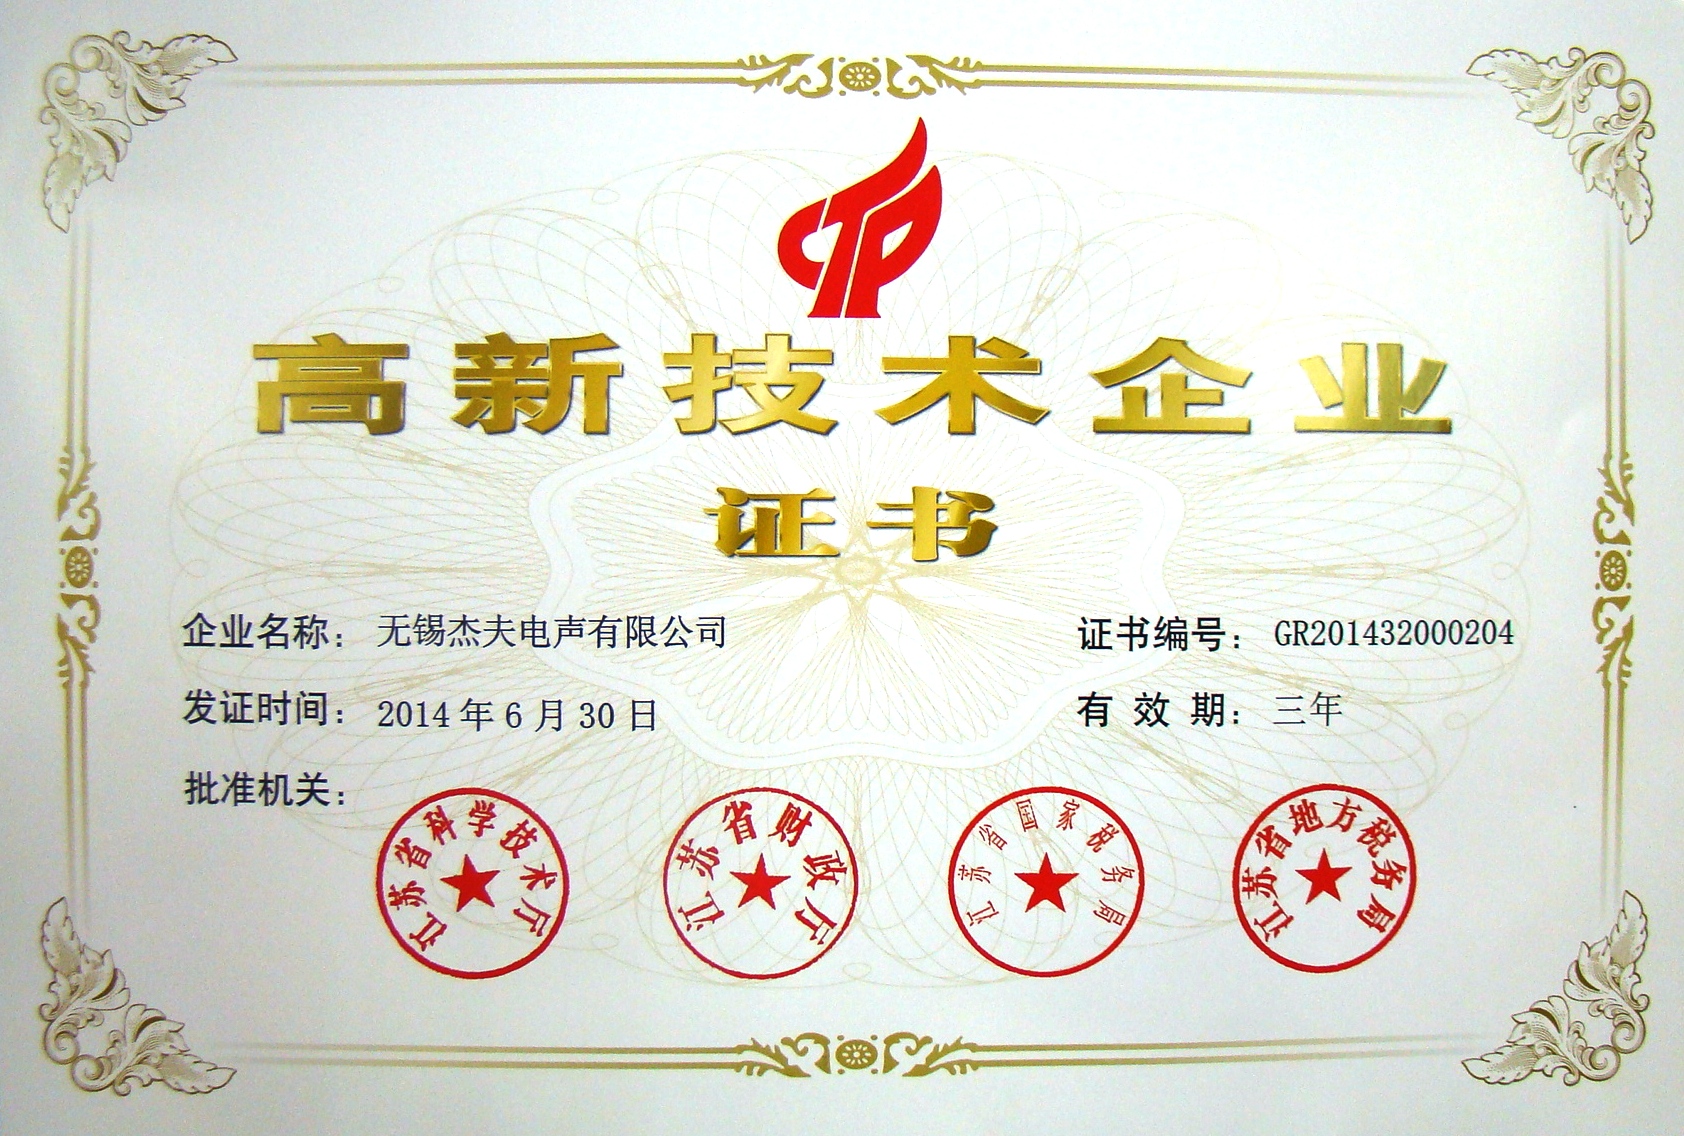 高新技术企业
证书
企业名称： 无锡杰夫电声有限公司
证书编号： GR201432000204
发证时间： 2014年6月30日
有效期： 三年
批准机关：
江苏省科学技术厅
江苏省财政厅
江苏省国家税务局
江苏省地方税务局